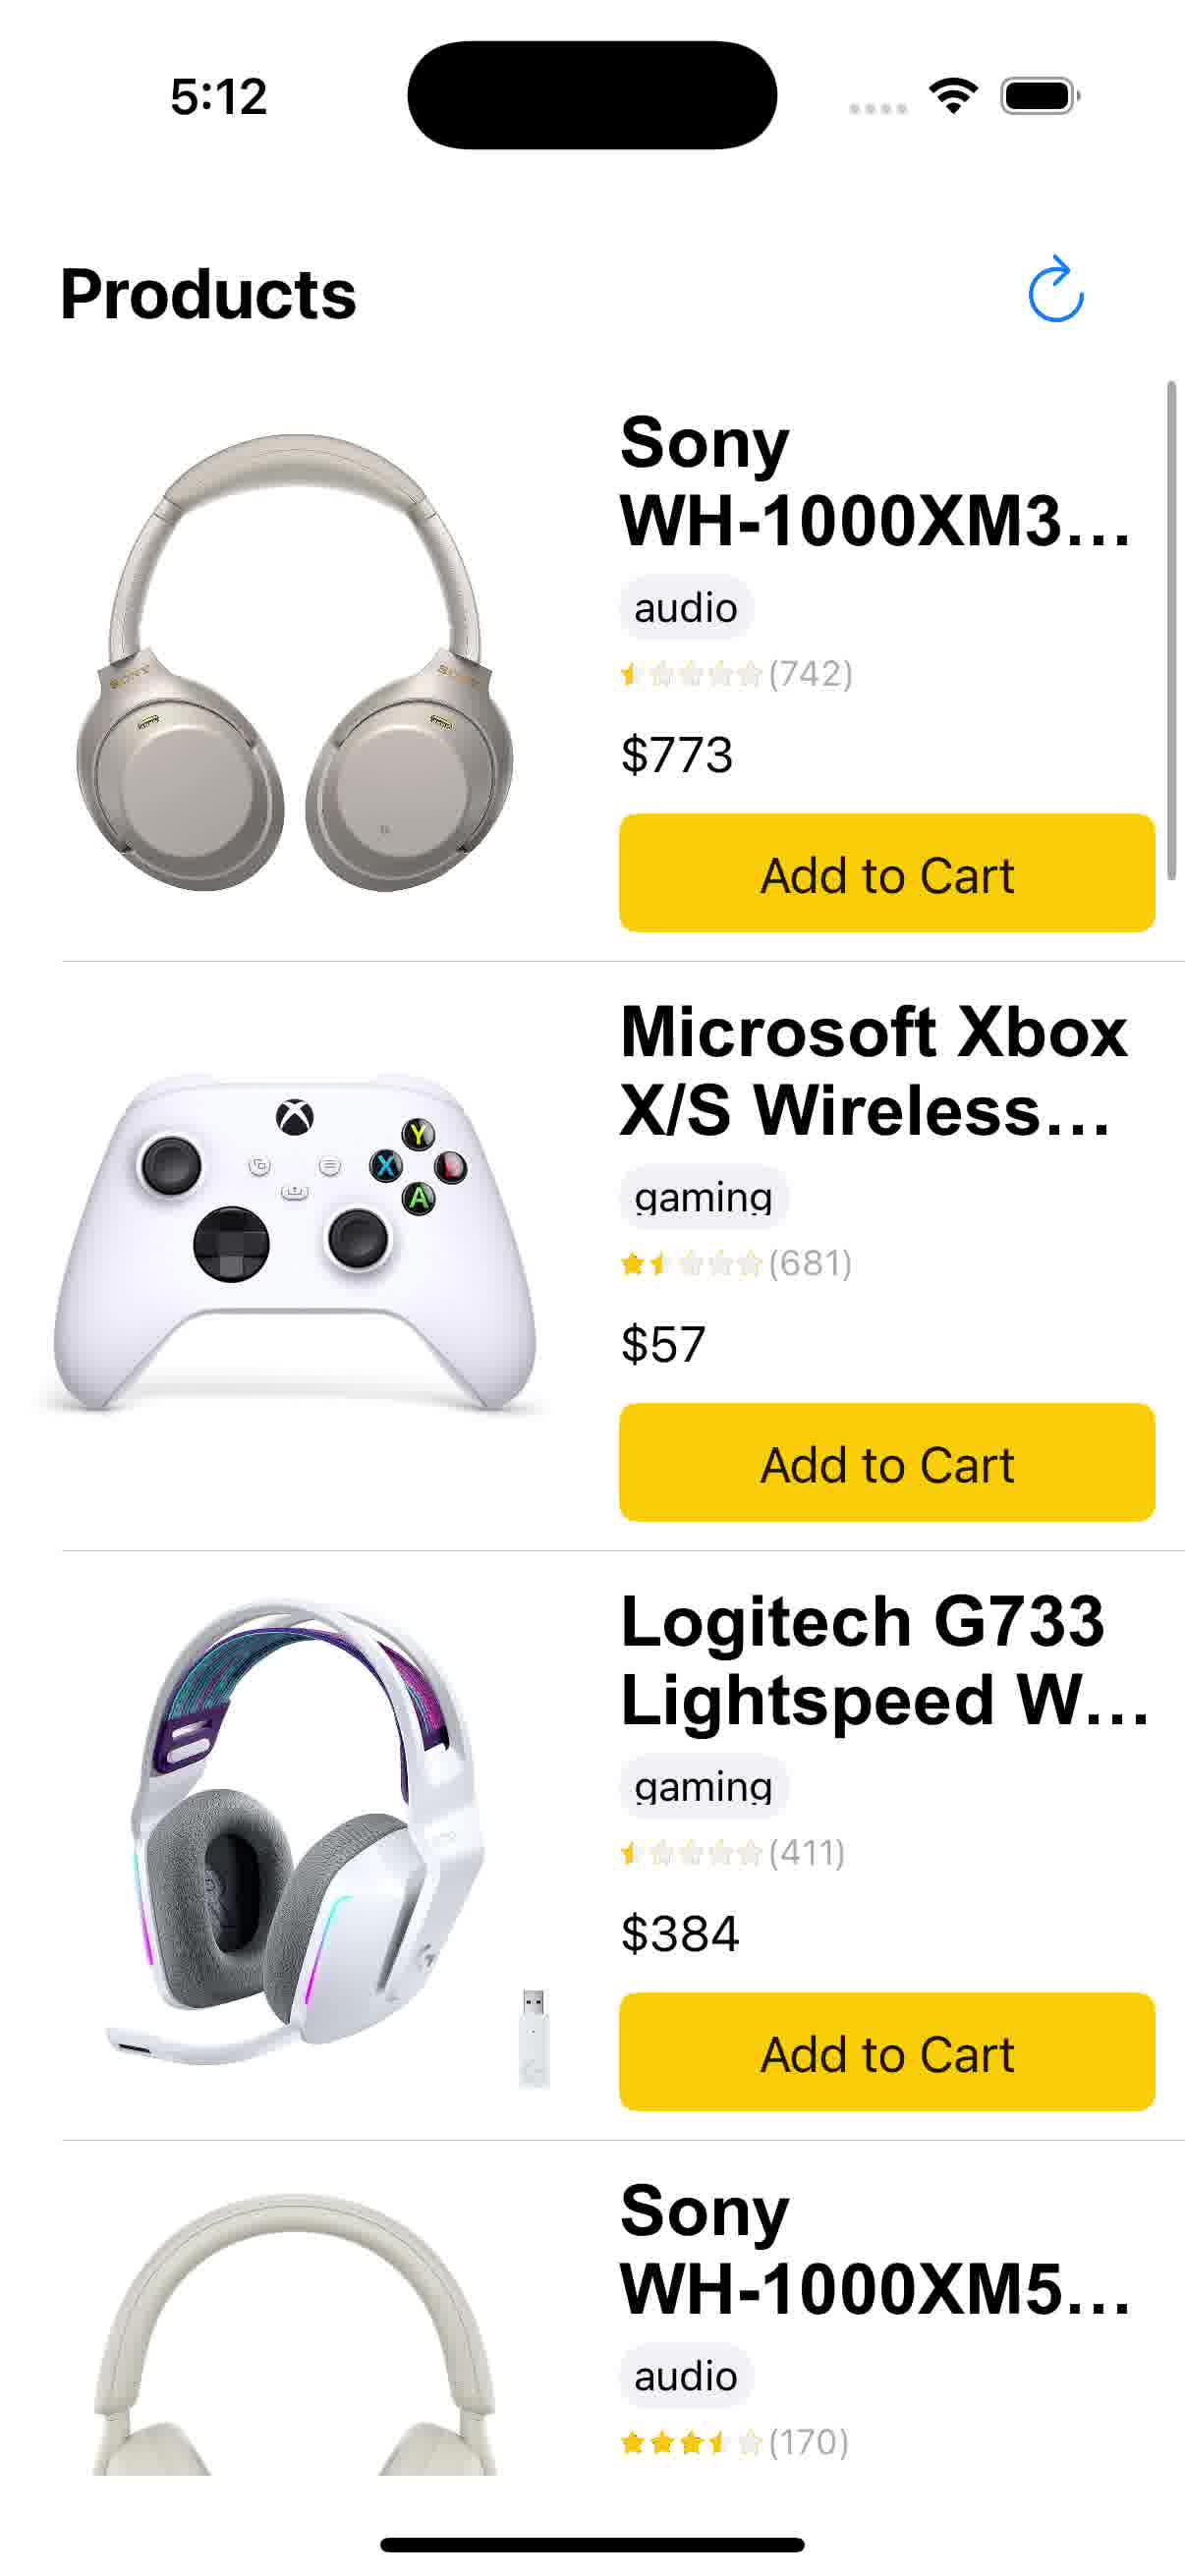 5:12
Products
Sony
WH-1000XM3...
audio
(742)
$773
Add to Cart
SONY
Microsoft Xbox
X/S Wireless...
gaming
(681)
$57
Add to Cart
Y
X
B
A
Logitech G733
Lightspeed W...
gaming
(411)
$384
Add to Cart
Sony
WH-1000XM5...
audio
(170)